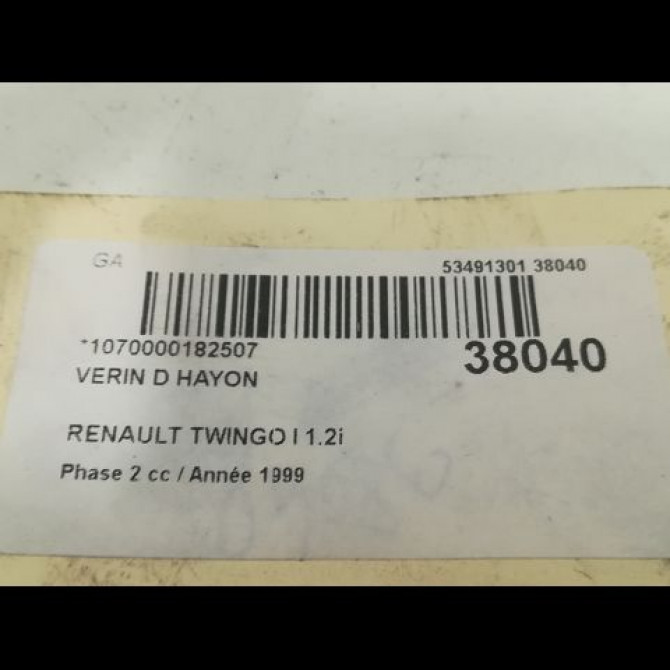 GA
53491301 38040
*1070000182507
38040
VERIN D HAYON
RENAULT TWINGO I 1.2i
Phase 2 cc / Année 1999